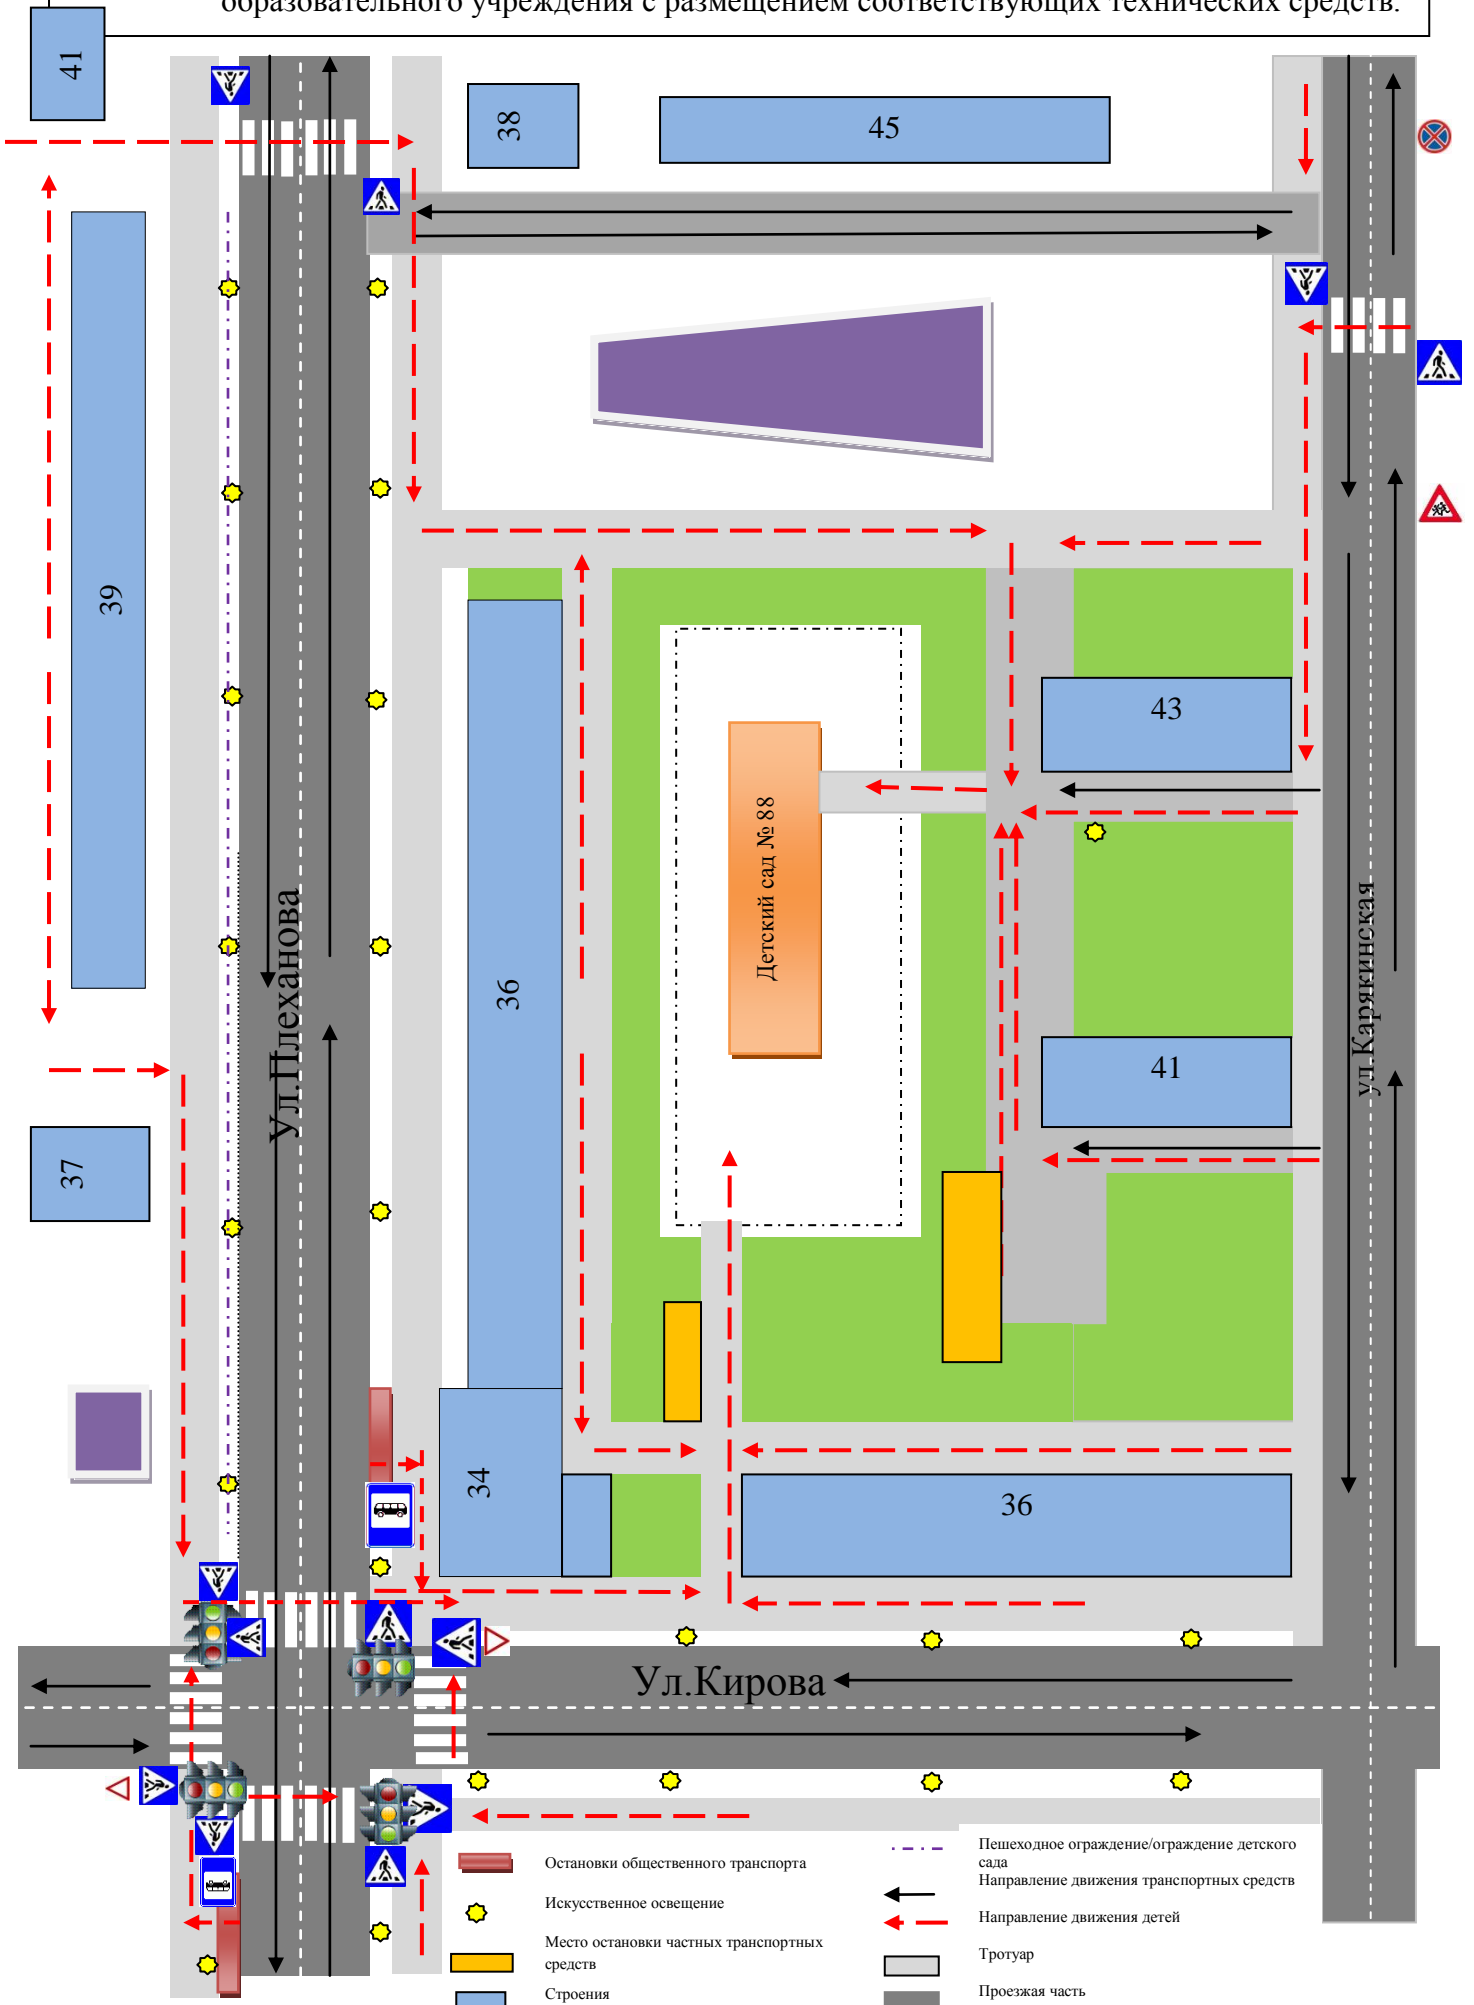 образовательного учреждения с размещением соответствующих технических средств.
41
38
45
39
43
Детский сад № 88
Ул.Плеханова
ул.Карякинская
36
41
37
34
36
Ул.Кирова
Остановки общественного транспорта
Искусственное освещение
Место остановки частных транспортных
средств
Строения
Пешеходное ограждение/ограждение детского
сада
Направление движения транспортных средств
Направление движения детей
Тротуар
Проезжая часть